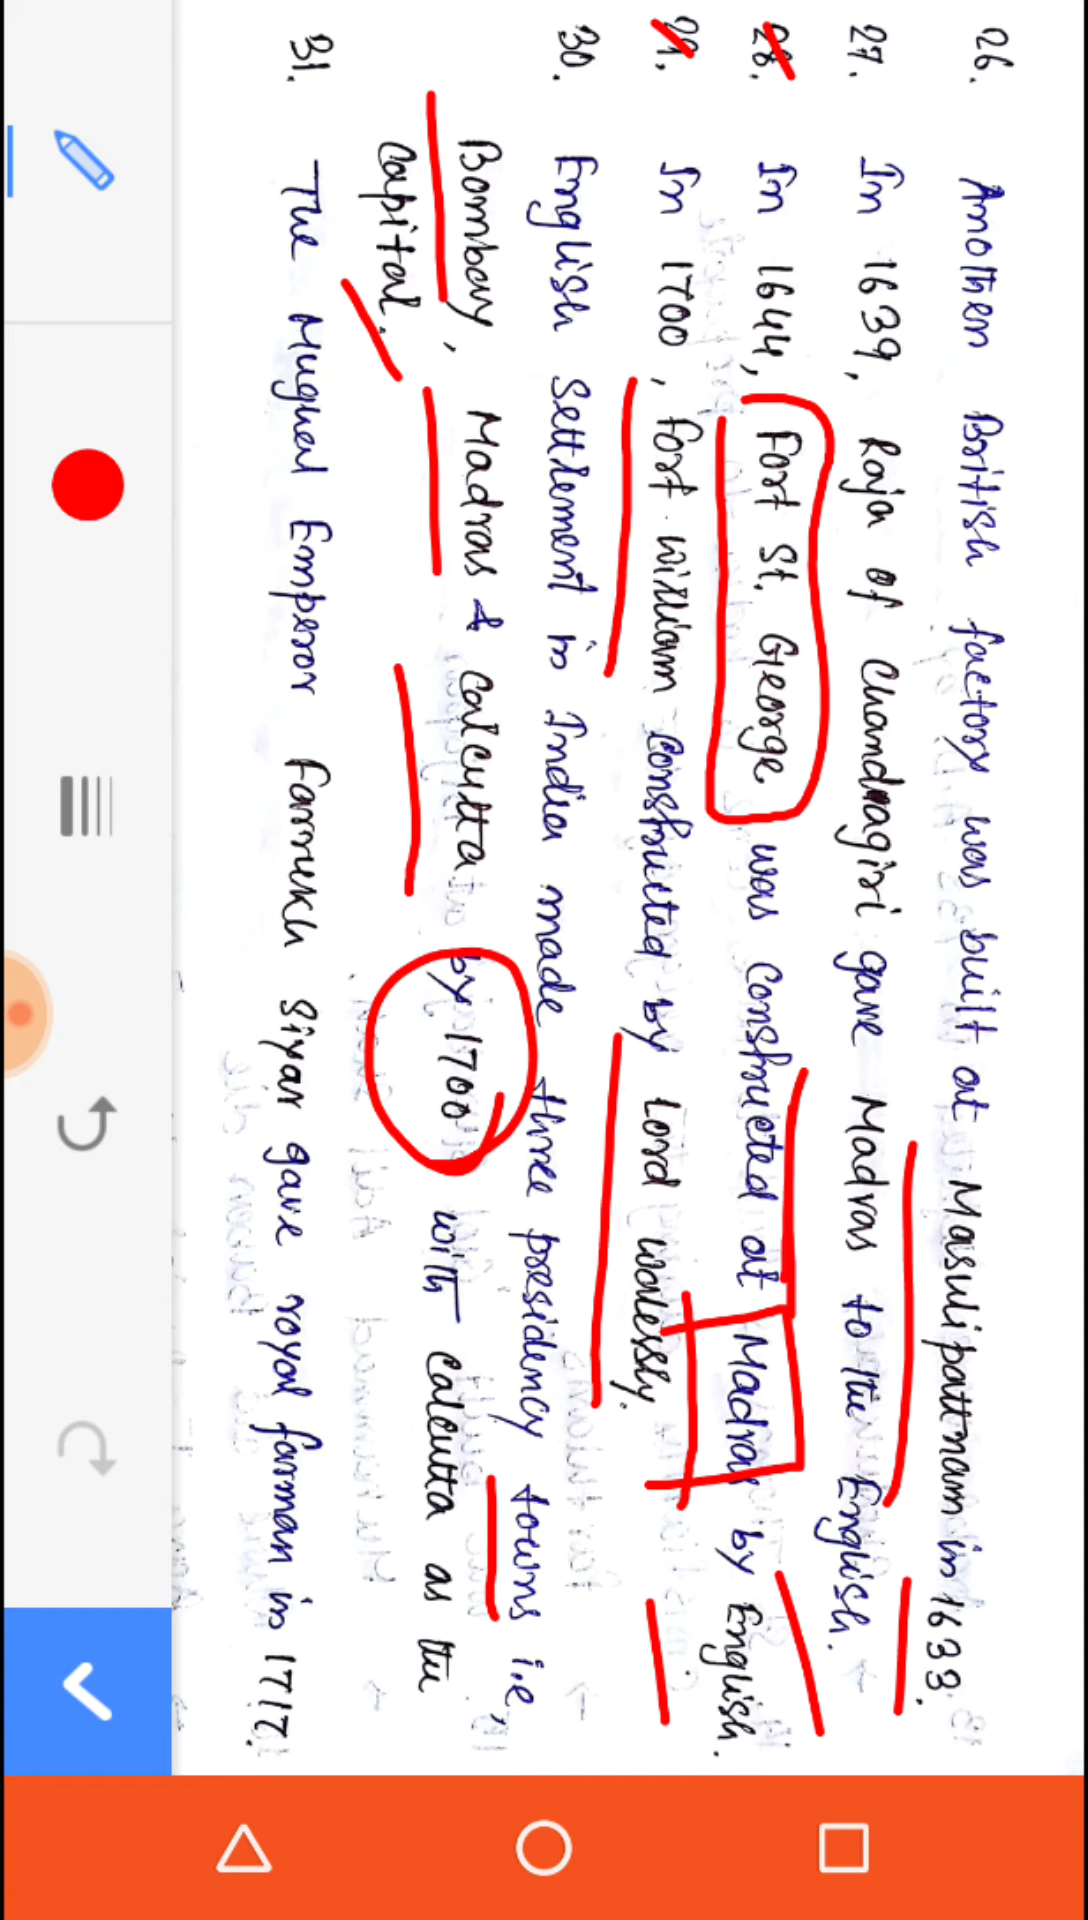 26. Another British factory was built at Masulipattnam in 1633.
27. In 1639, Raja of Chandragiri gave Madras to the English.
28. In 1644, Fort St. George was constructed at Madras by English.
29. In 1700, fort william constructed by Lord walessly.
30. English Settlement in India made three presidency towns i.e,
Bombay, Madras & Calcutta by 1700 with Calcutta as the
Capital.
31. The Mughal Emperor Farrukh Siyar gave royal farman in 1717.